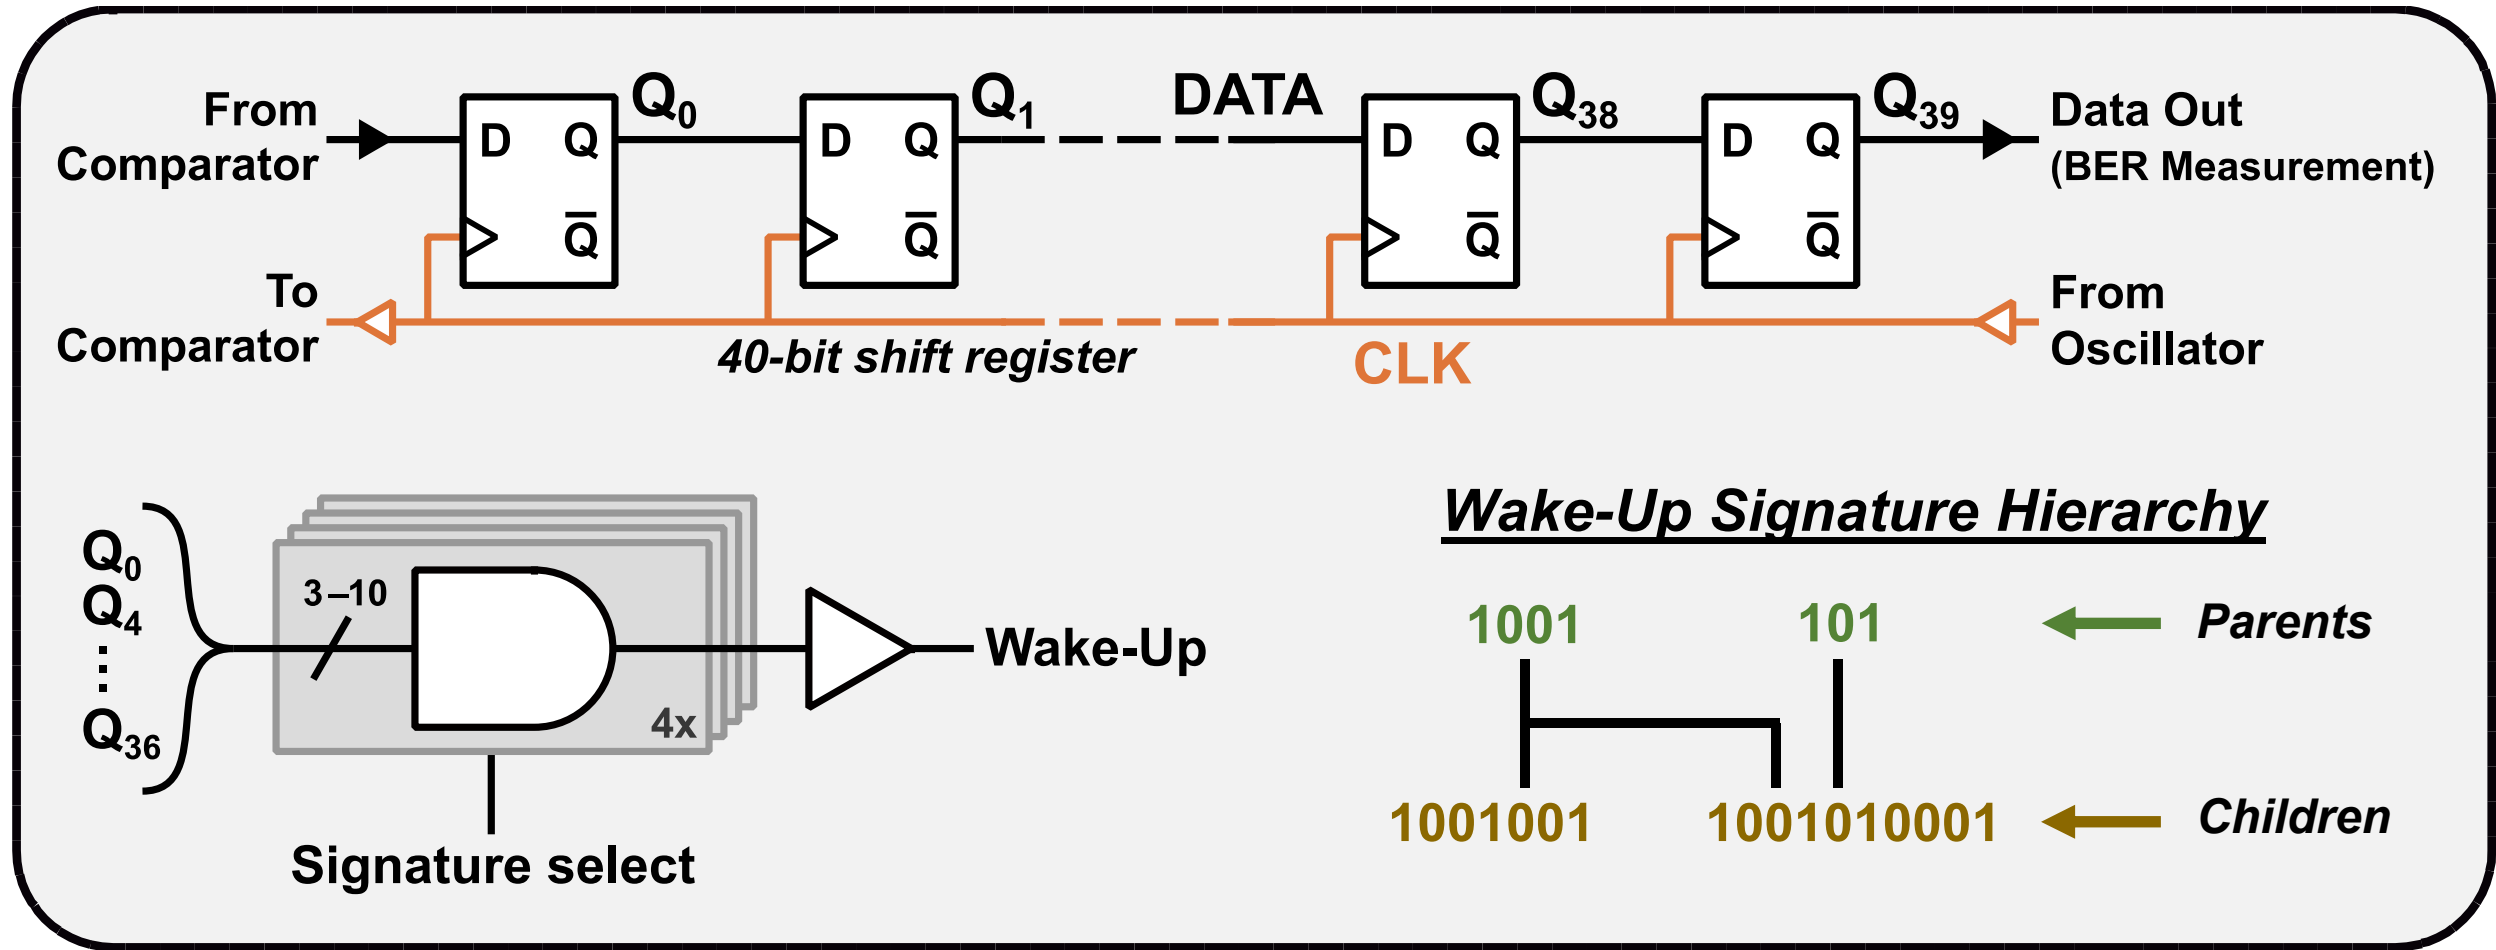 From
Comparator
D Q
Q̅
Q0
D Q
Q̅
Q1
DATA
D Q
Q̅
Q38
D Q
Q̅
Q39
Data Out
(BER Measurement)
To
Comparator
40-bit shift register
CLK
From
Oscillator
Q0
Q4
⋮
Q36
3–10
4x
Wake-Up
Signature select
Wake-Up Signature Hierarchy
1001 101 Parents
1001001 1001010001 Children